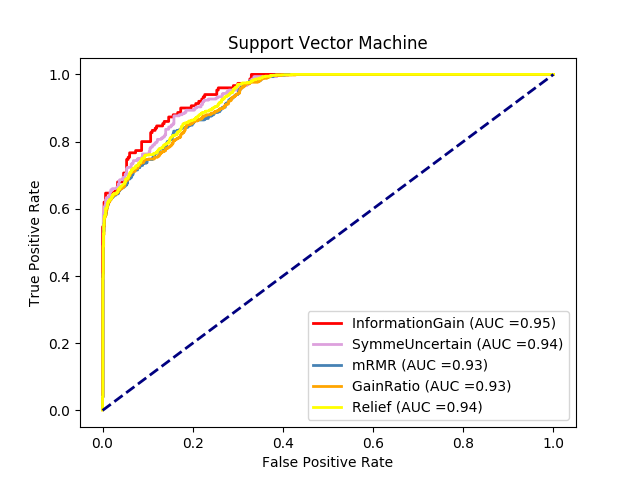 Support Vector Machine
True Positive Rate
1.0
0.8
0.6
0.4
0.2
0.0
InformationGain (AUC =0.95)
SymmeUncertain (AUC =0.94)
mRMR (AUC =0.93)
GainRatio (AUC =0.93)
Relief (AUC =0.94)
0.0 0.2 0.4 0.6 0.8 1.0
False Positive Rate